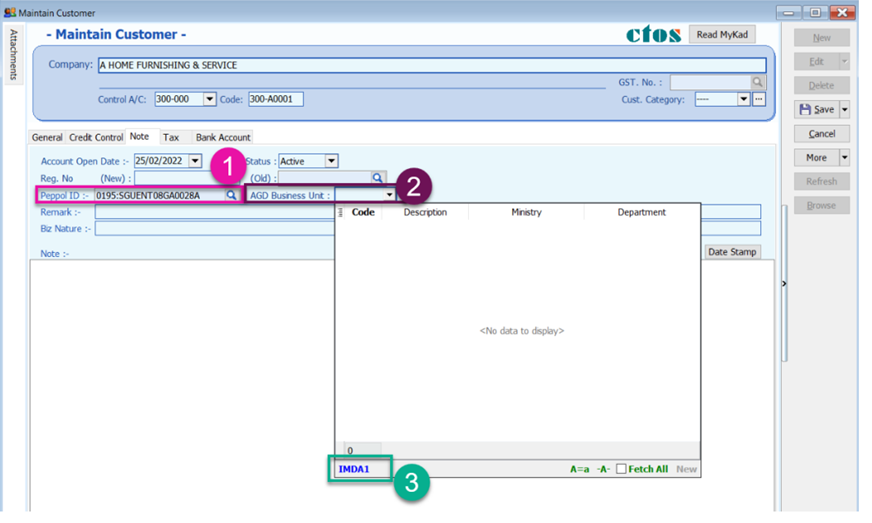 Maintain Customer
Attachments
- Maintain Customer -
ctos
Read MyKad
Company: A HOME FURNISHING & SERVICE
GST. No. :
Control A/C: 300-000 Code: 300-A0001 Cust. Category: ----
General Credit Control Note Tax Bank Account
Account Open Date :- 25/02/2022 Status : Active
1
Reg. No (New) : (Old) :
2
Peppol ID :- 0195:SGUENT08GA0028A AGD Business Unit :
Remark :-
Biz Nature :-
Note :-
Date Stamp
Code Description Ministry Department
<No data to display>
0
IMDA1 A=a -A- Fetch All New
3
New
Edit
Delete
Save
Cancel
More
Refresh
Browse